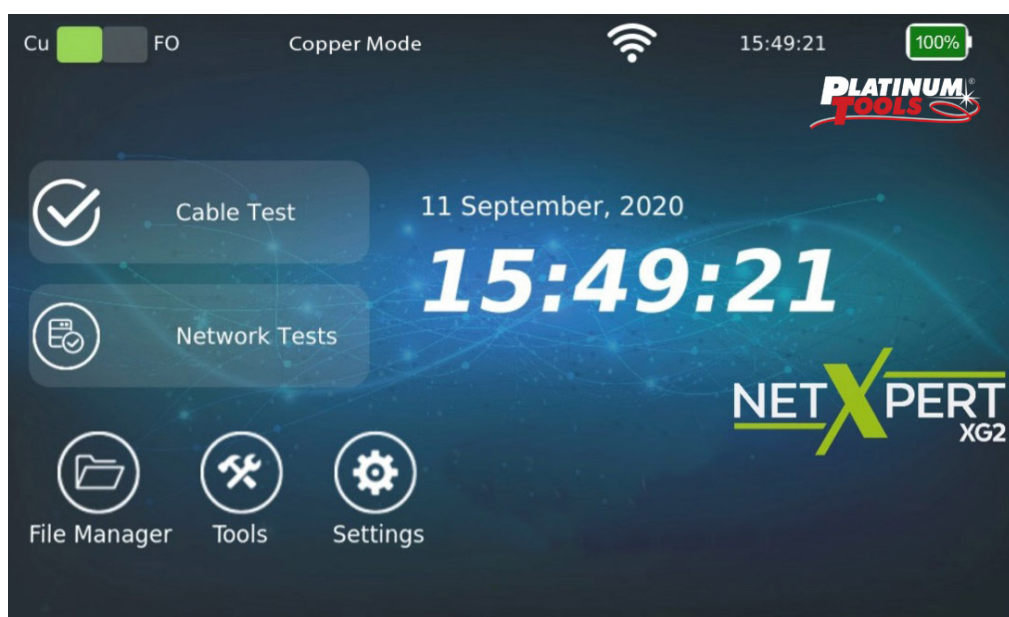 Cu FO Copper Mode 15:49:21 100%
PLATINUM®
TOOLS
Cable Test
11 September, 2020
15:49:21
Network Tests
NETXPERT
XG2
File Manager Tools Settings